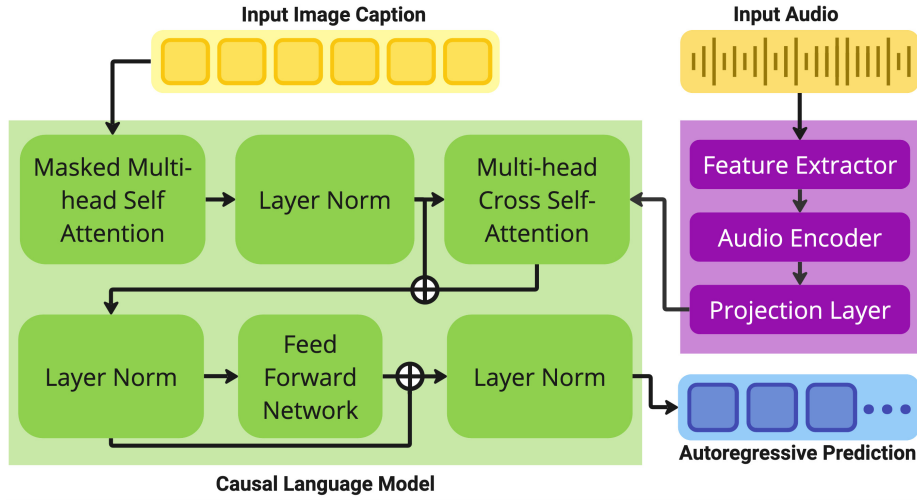 Input Image Caption
Input Audio
Masked Multi-
head Self
Attention
Layer Norm
Multi-head
Cross Self-
Attention
Feature Extractor
Audio Encoder
Projection Layer
Layer Norm
Feed
Forward
Network
Layer Norm
Autoregressive Prediction
Causal Language Model